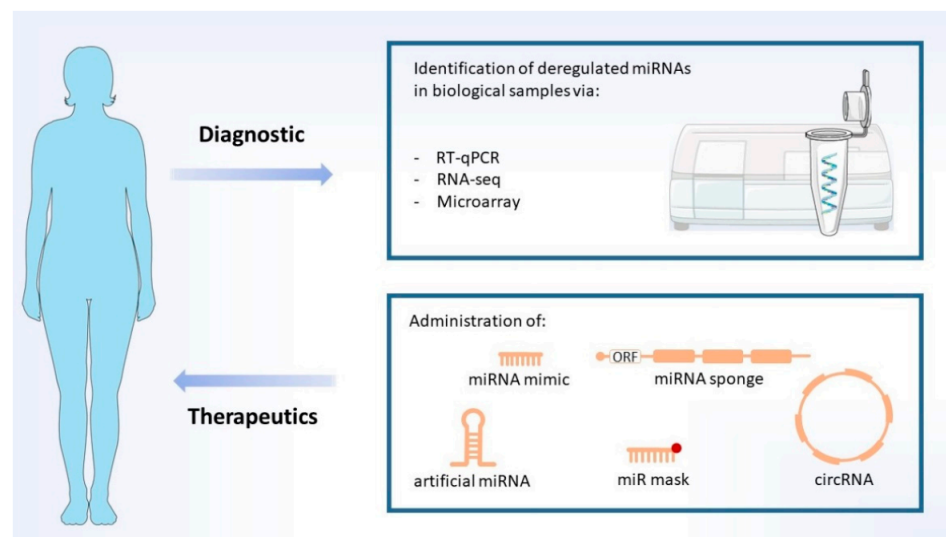 Diagnostic
Identification of deregulated miRNAs
in biological samples via:
- RT-qPCR
- RNA-seq
- Microarray
Therapeutics
Administration of:
miRNA mimic
ORF
miRNA sponge
artificial miRNA
miR mask
circRNA